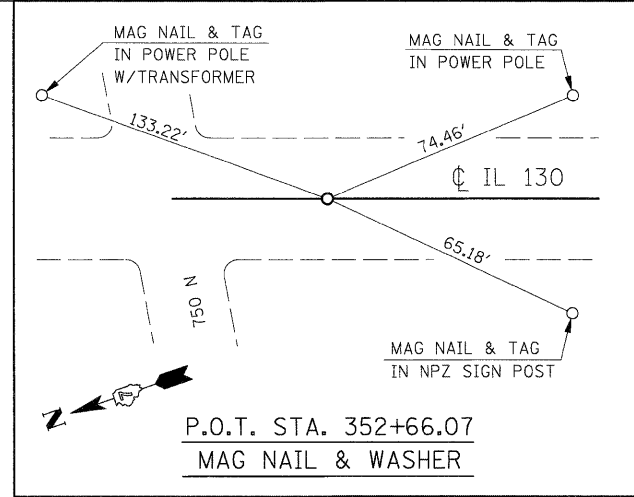 MAG NAIL & TAG
IN POWER POLE
W/TRANSFORMER
MAG NAIL & TAG
IN POWER POLE
133.22'
74.46'
℄ IL 130
65.18'
750 N
MAG NAIL & TAG
IN NPZ SIGN POST
N
P.O.T. STA. 352+66.07
MAG NAIL & WASHER